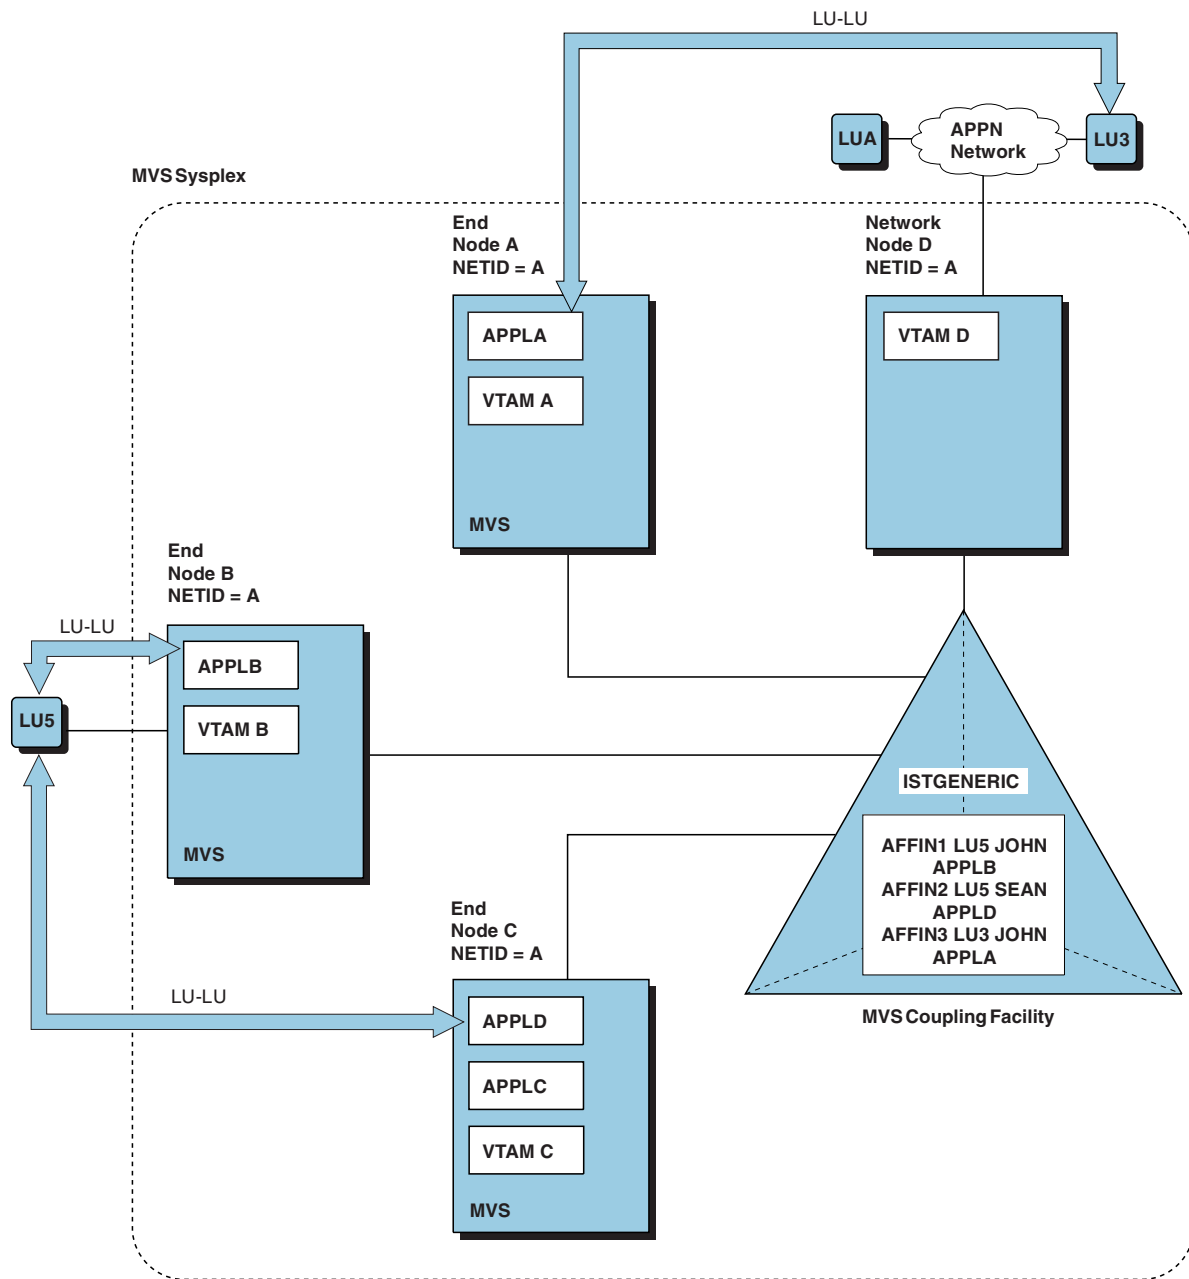 LU-LU
LUA
APPN
Network
LU3
MVS Sysplex
End
Node A
NETID = A
Network
Node D
NETID = A
APPLA
VTAM A
MVS
VTAM D
End
Node B
NETID = A
LU-LU
APPLB
LU5
VTAM B
MVS
ISTGENERIC
AFFIN1 LU5 JOHN
APPLB
AFFIN2 LU5 SEAN
APPLD
AFFIN3 LU3 JOHN
APPLA
MVS Coupling Facility
End
Node C
NETID = A
LU-LU
APPLD
APPLC
VTAM C
MVS